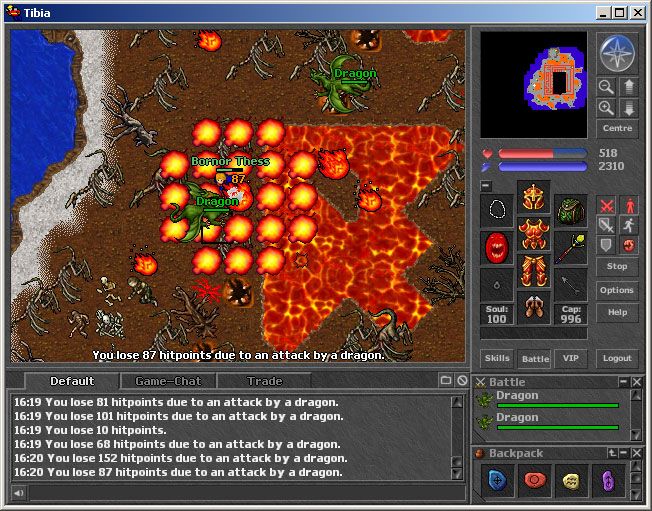 Tibia
Dragon
Bornor Thess
87
Dragon
You lose 87 hitpoints due to an attack by a dragon.
Centre
518
2310
Soul:
100
Cap:
996
Stop
Options
Help
Skills
Battle
VIP
Logout
Default
Game-Chat
Trade
16:19 You lose 81 hitpoints due to an attack by a dragon.
16:19 You lose 101 hitpoints due to an attack by a dragon.
16:19 You lose 10 hitpoints.
16:19 You lose 68 hitpoints due to an attack by a dragon.
16:20 You lose 152 hitpoints due to an attack by a dragon.
16:20 You lose 87 hitpoints due to an attack by a dragon.
Battle
Dragon
Dragon
Backpack